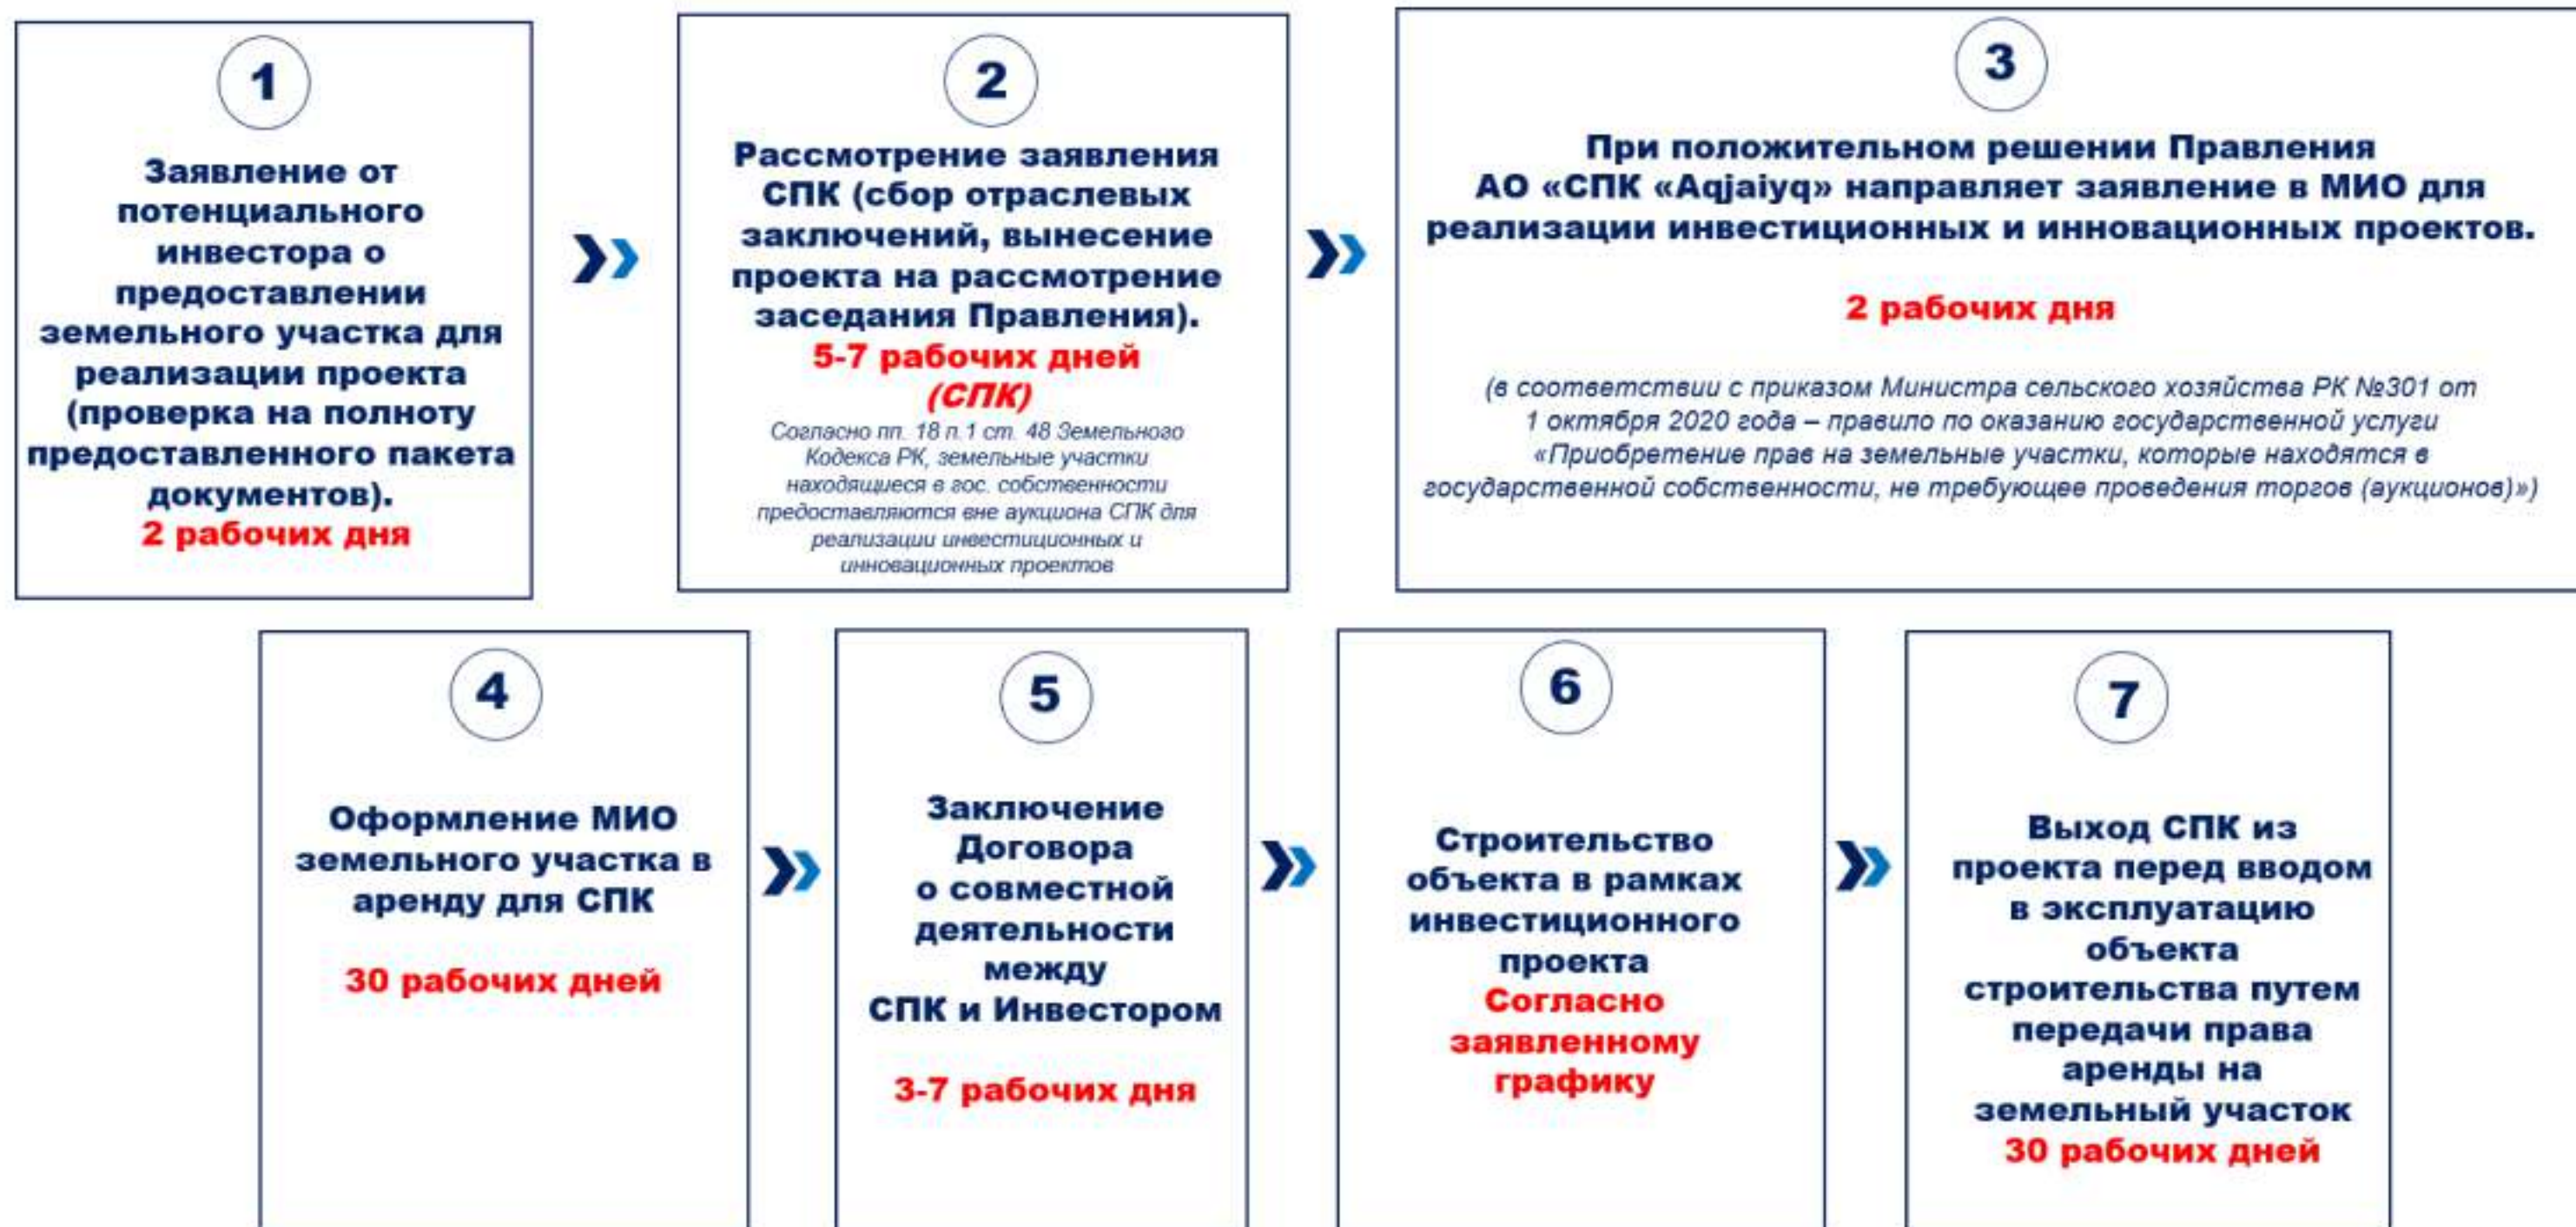 1
Заявление от
потенциального
инвестора о
предоставлении
земельного участка для
реализации проекта
(проверка на полноту
предоставленного пакета
документов).
2 рабочих дня
2
Рассмотрение заявления
СПК (сбор отраслевых
заключений, вынесение
проекта на рассмотрение
заседания Правления).
5-7 рабочих дней
(СПК)
Согласно пп. 18 п.1 ст. 48 Земельного
Кодекса РК, земельные участки
находящиеся в гос. собственности
предоставляются вне аукциона СПК для
реализации инвестиционных и
инновационных проектов
3
При положительном решении Правления
АО «СПК «Aqjaiyq» направляет заявление в МИО для
реализации инвестиционных и инновационных проектов.
2 рабочих дня
(в соответствии с приказом Министра сельского хозяйства РК №301 от
1 октября 2020 года – правило по оказанию государственной услуги
«Приобретение прав на земельные участки, которые находятся в
государственной собственности, не требующее проведения торгов (аукционов)»)
4
Оформление МИО
земельного участка в
аренду для СПК
30 рабочих дней
5
Заключение
Договора
о совместной
деятельности
между
СПК и Инвестором
3-7 рабочих дня
6
Строительство
объекта в рамках
инвестиционного
проекта
Согласно
заявленному
графику
7
Выход СПК из
проекта перед вводом
в эксплуатацию
объекта
строительства путем
передачи права
аренды на
земельный участок
30 рабочих дней